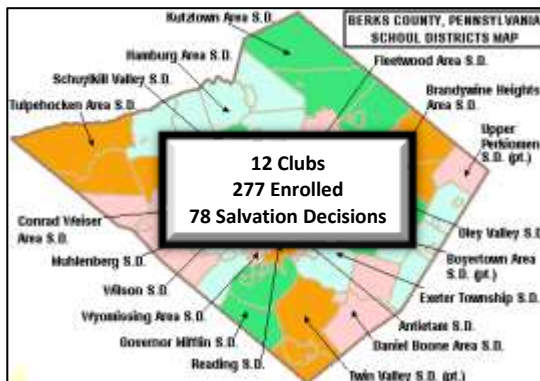 Kutztown Area S.D.
BERKS COUNTY, PENNSYLVANIA
SCHOOL DISTRICTS MAP
Hamburg Area S.D.
Fleetwood Area S.D.
Schuylkill Valley S.D.
Brandywine Heights
Area S.D.
Tulpehocken Area S.D.
Upper
Perkiomen
S.D. (pt.)
12 Clubs
277 Enrolled
78 Salvation Decisions
Conrad Weiser
Area S.D.
Oley Valley S.D.
Muhlenberg S.D.
Boyertown Area
S.D. (pt.)
Wilson S.D.
Exeter Township S.D.
Wyomissing Area S.D.
Antietam S.D.
Governor Mifflin S.D.
Daniel Boone Area S.D.
Reading S.D.
Twin Valley S.D. (pt.)